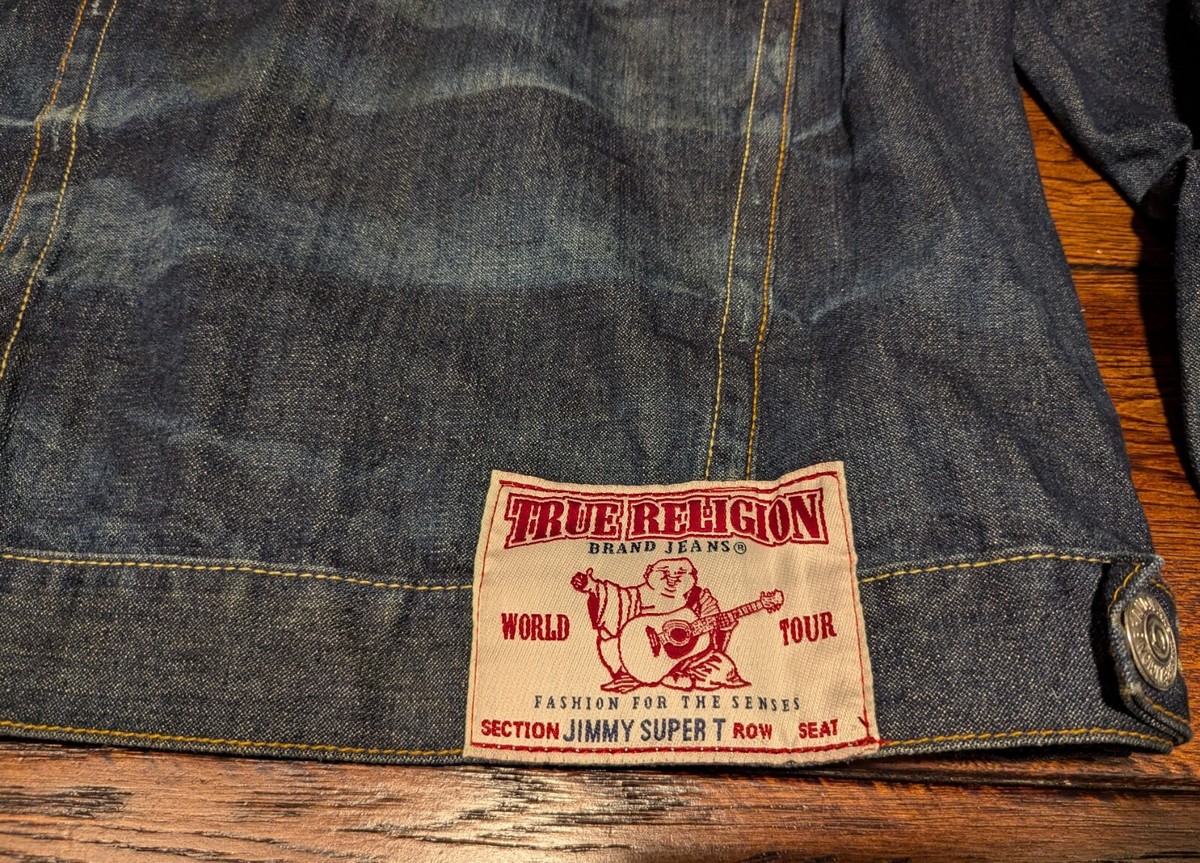 TRUE RELIGION
BRAND JEANS®
WORLD TOUR
FASHION FOR THE SENSES
SECTION JIMMY SUPER T ROW SEAT